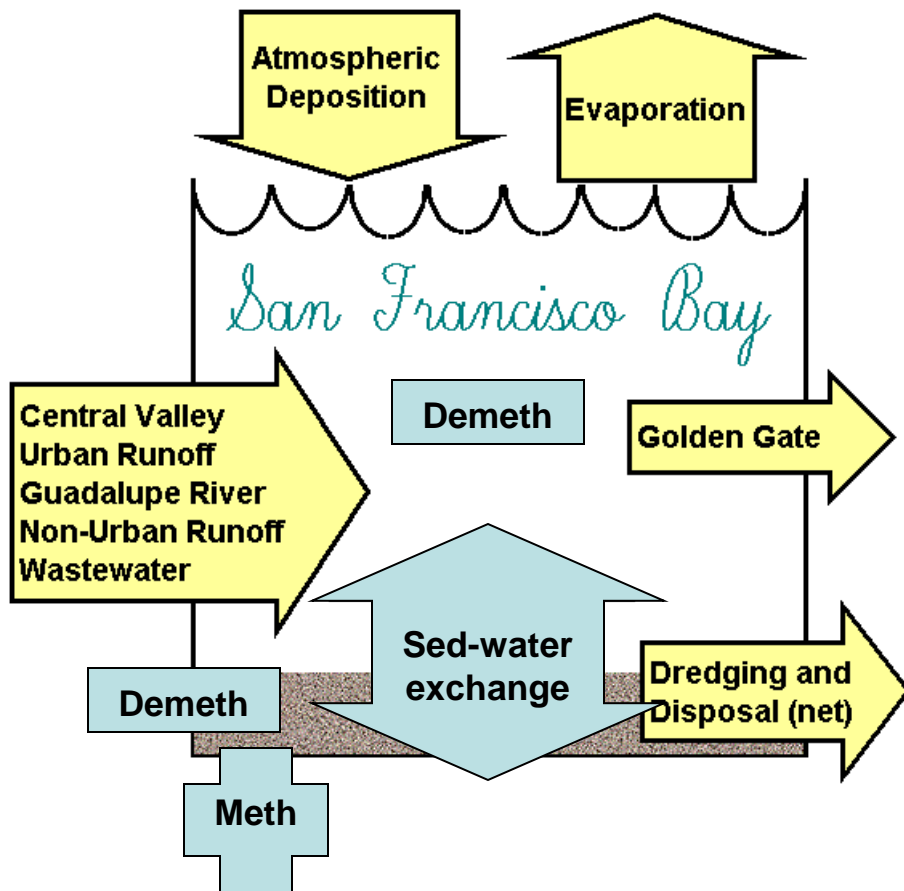 Atmospheric
Deposition
Evaporation
San Francisco Bay
Demeth
Central Valley
Urban Runoff
Guadalupe River
Non-Urban Runoff
Wastewater
Golden Gate
Sed-water
exchange
Demeth
Dredging and
Disposal (net)
Meth